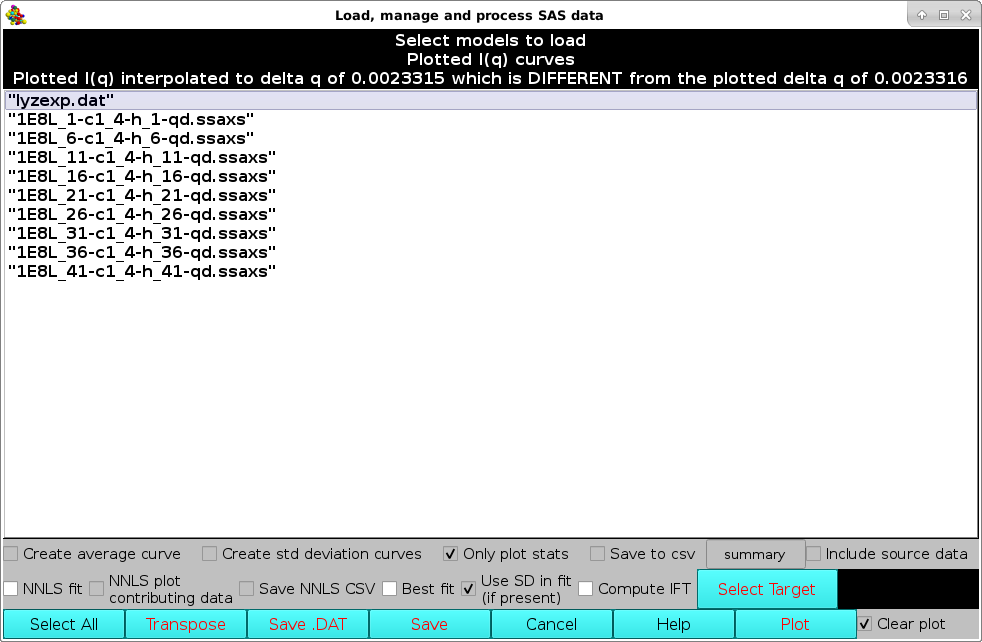 Load, manage and process SAS data
Select models to load
Plotted I(q) curves
Plotted I(q) interpolated to delta q of 0.0023315 which is DIFFERENT from the plotted delta q of 0.0023316
"lyzexp.dat"
"1E8L_1-c1_4-h_1-qd.ssaxs"
"1E8L_6-c1_4-h_6-qd.ssaxs"
"1E8L_11-c1_4-h_11-qd.ssaxs"
"1E8L_16-c1_4-h_16-qd.ssaxs"
"1E8L_21-c1_4-h_21-qd.ssaxs"
"1E8L_26-c1_4-h_26-qd.ssaxs"
"1E8L_31-c1_4-h_31-qd.ssaxs"
"1E8L_36-c1_4-h_36-qd.ssaxs"
"1E8L_41-c1_4-h_41-qd.ssaxs"
Create average curve Create std deviation curves Only plot stats Save to csv summary Include source data
NNLS fit NNLS plot contributing data Save NNLS CSV Best fit Use SD in fit (if present) Compute IFT Select Target
Select All Transpose Save .DAT Save Cancel Help Plot Clear plot